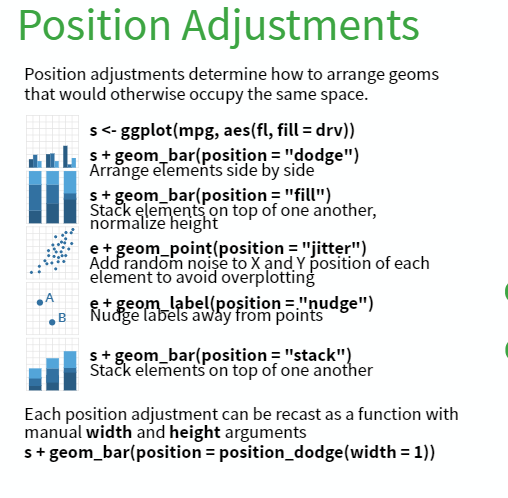 Position Adjustments
Position adjustments determine how to arrange geoms
that would otherwise occupy the same space.
s <- ggplot(mpg, aes(fl, fill = drv))
s + geom_bar(position = "dodge")
Arrange elements side by side
s + geom_bar(position = "fill")
Stack elements on top of one another,
normalize height
e + geom_point(position = "jitter")
Add random noise to X and Y position of each
element to avoid overplotting
A
e + geom_label(position = "nudge")
Nudge labels away from points
B
s + geom_bar(position = "stack")
Stack elements on top of one another
Each position adjustment can be recast as a function with
manual width and height arguments
s + geom_bar(position = position_dodge(width = 1))